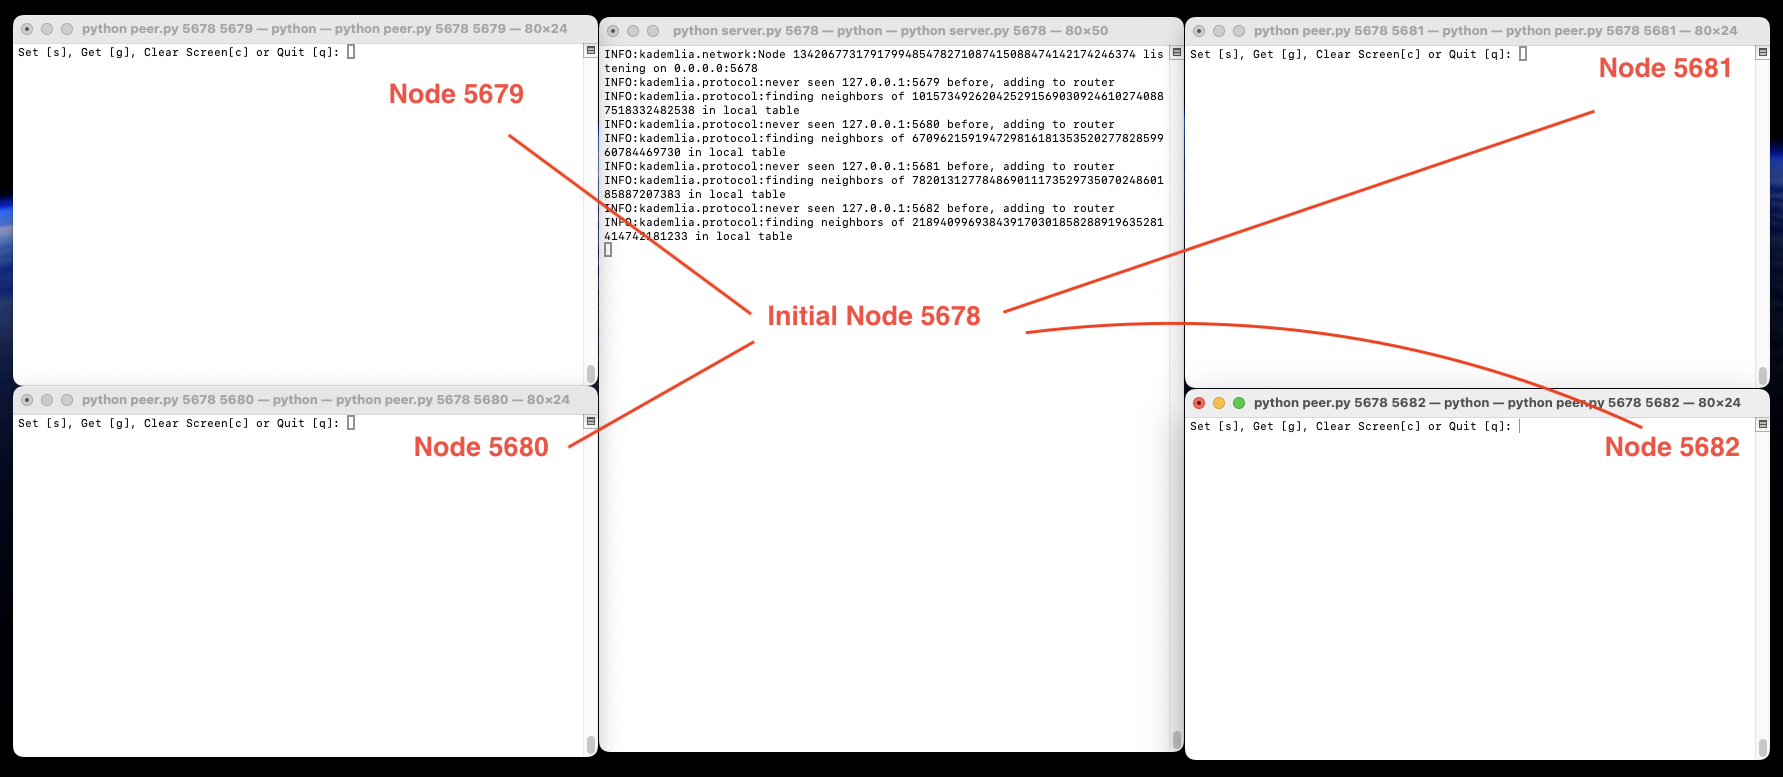 python peer.py 5678 5679 — python — python peer.py 5678 5679 — 80×24
Set [s], Get [g], Clear Screen[c] or Quit [q]:
Node 5679
python peer.py 5678 5680 — python — python peer.py 5678 5680 — 80×24
Set [s], Get [g], Clear Screen[c] or Quit [q]:
Node 5680
python server.py 5678 — python — python server.py 5678 — 80×50
INFO:kademlia.network:Node 1342067731791799485478271087415088474142174246374 lis
tening on 0.0.0.0:5678
INFO:kademlia.protocol:never seen 127.0.0.1:5679 before, adding to router
INFO:kademlia.protocol:finding neighbors of 101573492620425291569030924610274088
7518332482538 in local table
INFO:kademlia.protocol:never seen 127.0.0.1:5680 before, adding to router
INFO:kademlia.protocol:finding neighbors of 670962159194729816181353520277828599
60784469730 in local table
INFO:kademlia.protocol:never seen 127.0.0.1:5681 before, adding to router
INFO:kademlia.protocol:finding neighbors of 782013127784869011173529735070248601
85887207383 in local table
INFO:kademlia.protocol:never seen 127.0.0.1:5682 before, adding to router
INFO:kademlia.protocol:finding neighbors of 218940996938439170301858288919635281
414742181233 in local table
Initial Node 5678
python peer.py 5678 5681 — python — python peer.py 5678 5681 — 80×24
Set [s], Get [g], Clear Screen[c] or Quit [q]:
Node 5681
python peer.py 5678 5682 — python — python peer.py 5678 5682 — 80×24
Set [s], Get [g], Clear Screen[c] or Quit [q]:
Node 5682